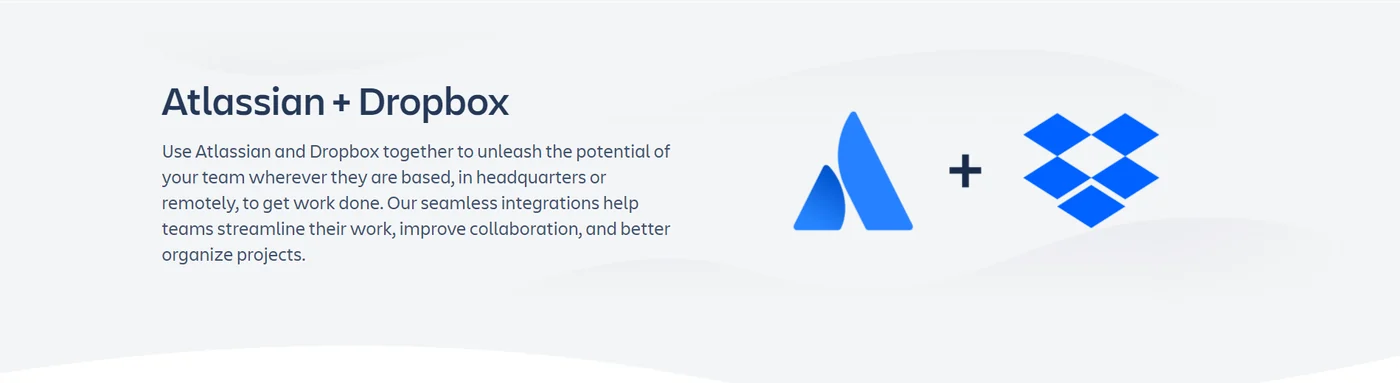 Atlassian + Dropbox
Use Atlassian and Dropbox together to unleash the potential of
your team wherever they are based, in headquarters or
remotely, to get work done. Our seamless integrations help
teams streamline their work, improve collaboration, and better
organize projects.
+